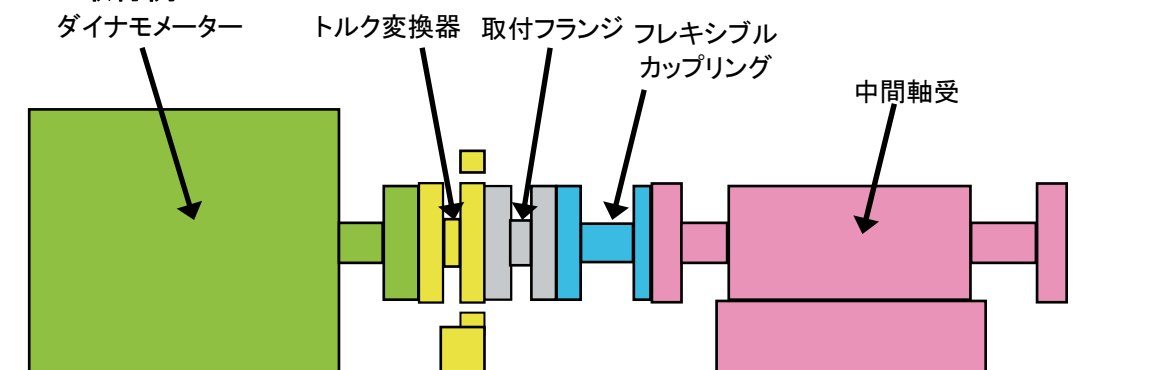 ダイナモメーター
トルク変換器
取付フランジ
フレキシブル
カップリング
中間軸受